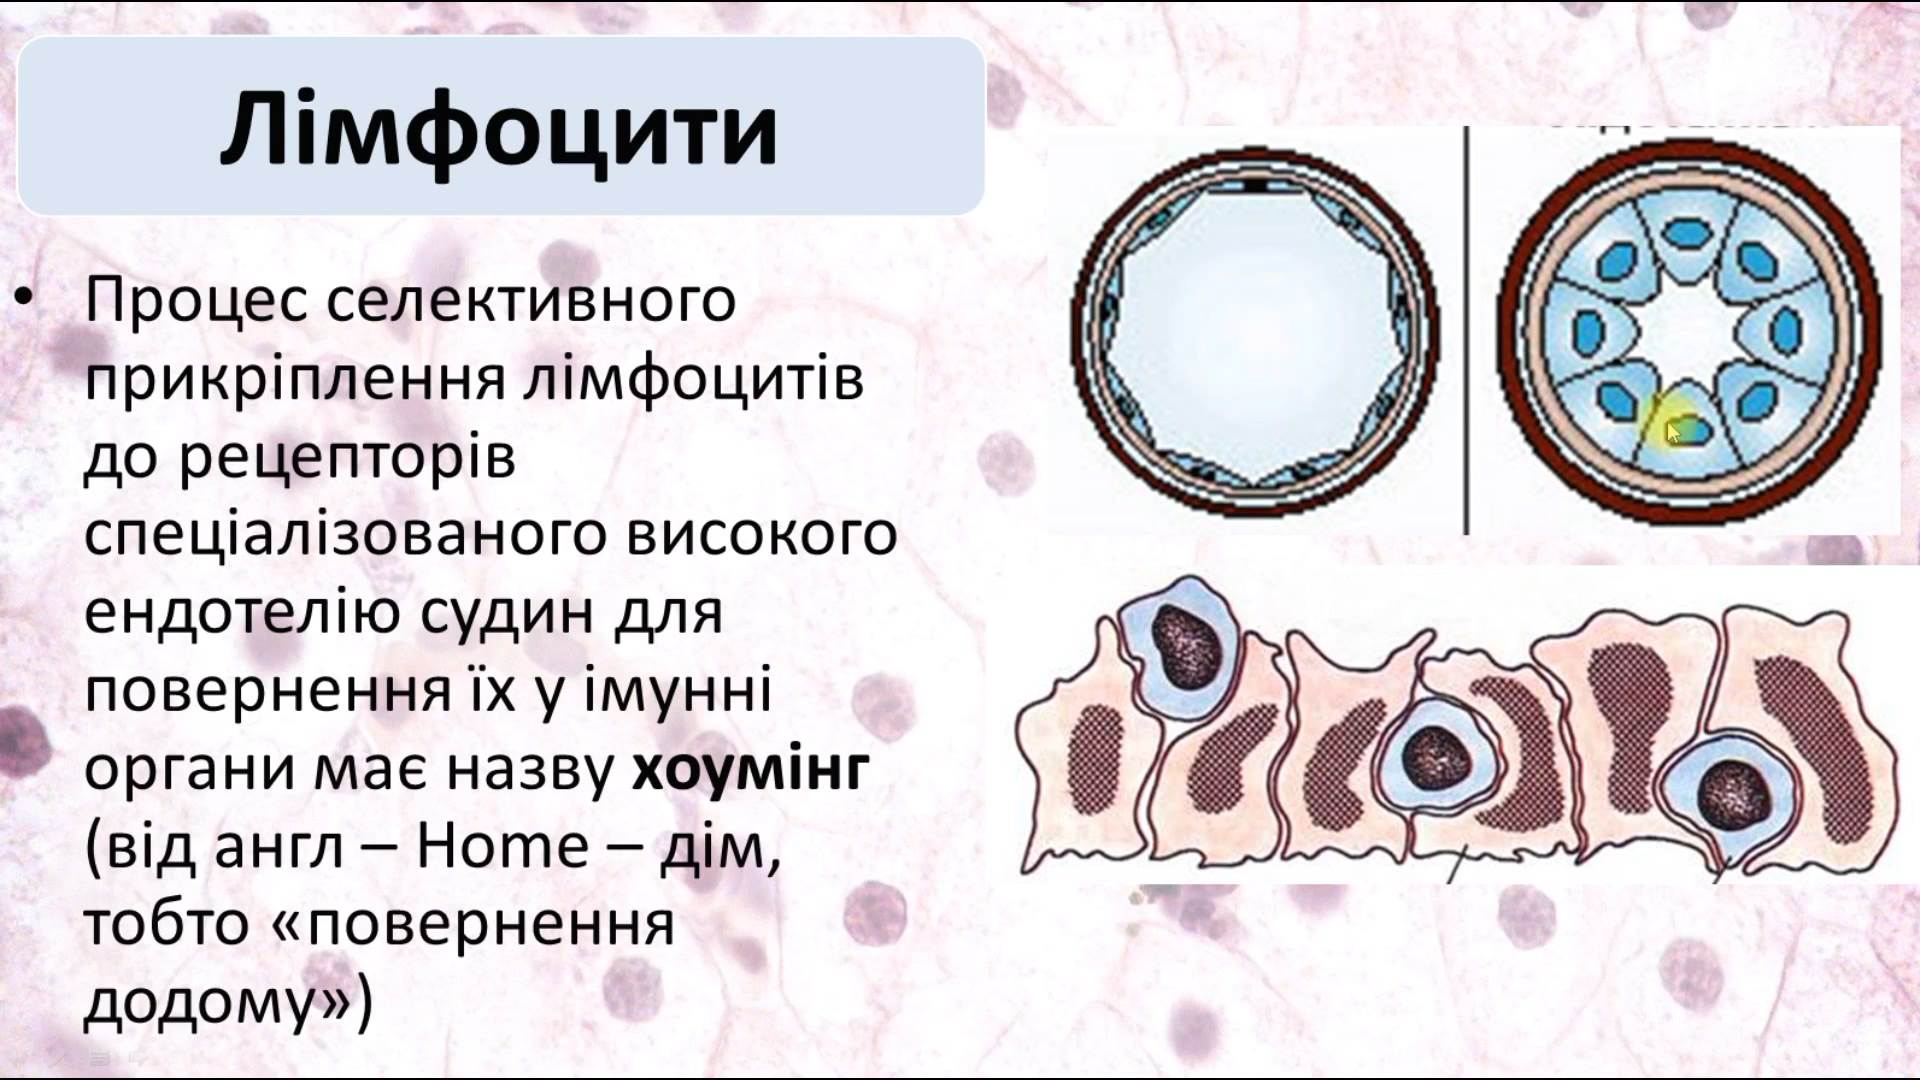 Лімфоцити
• Процес селективного
прикріплення лімфоцитів
до рецепторів
спеціалізованого високого
ендотелію судин для
повернення їх у імунні
органи має назву хоумінг
(від англ – Home – дім,
тобто «повернення
додому»)